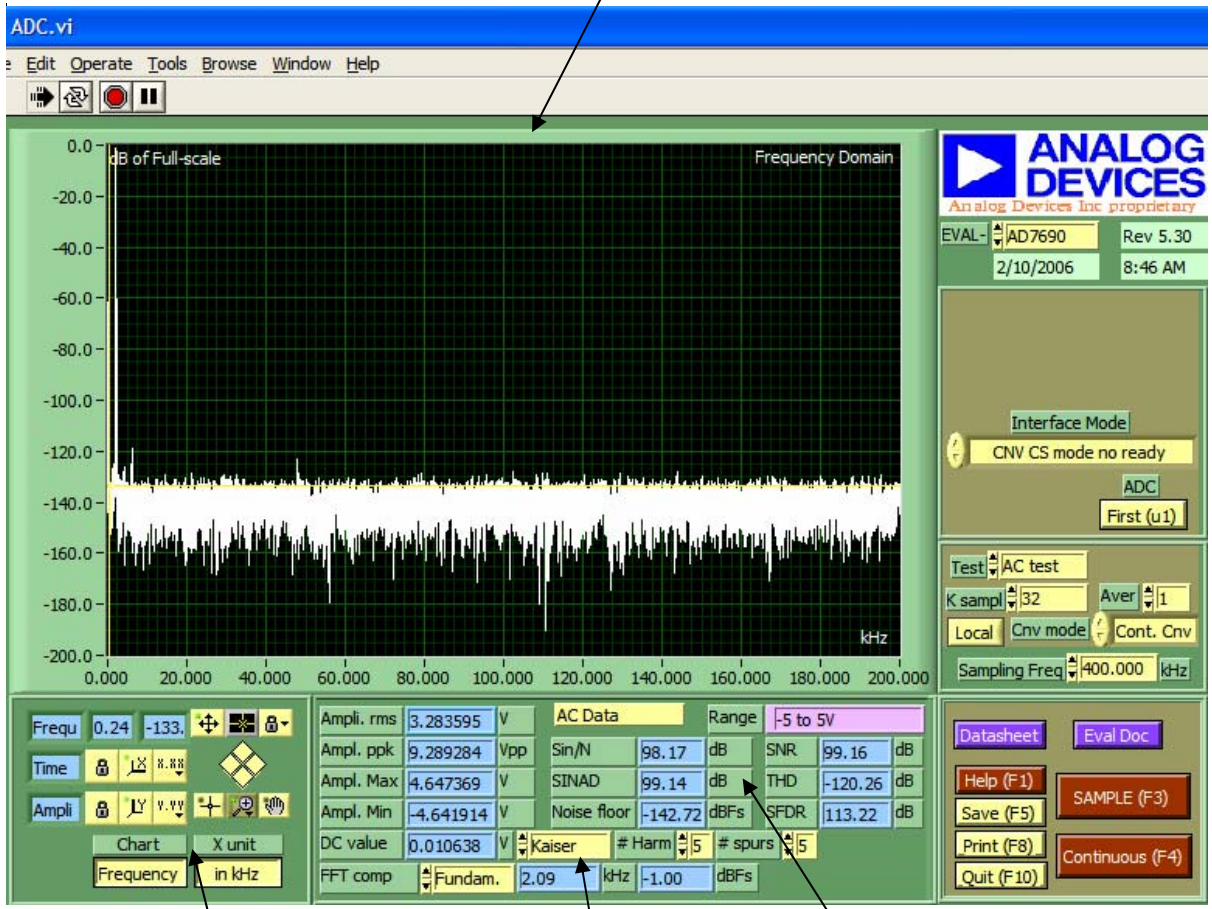 ADC.vi
e Edit Operate Tools Browse Window Help
dB of Full-scale
Frequency Domain
0.0
-20.0
-40.0
-60.0
-80.0
-100.0
-120.0
-140.0
-160.0
-180.0
-200.0
kHz
0.000 20.000 40.000 60.000 80.000 100.000 120.000 140.000 160.000 180.000 200.000
ANALOG
DEVICES
Analog Devices Inc proprietary
EVAL- AD7690 Rev 5.30
2/10/2006 8:46 AM
Interface Mode
CNV CS mode no ready
ADC
First (u1)
Test AC test
K sampl 32 Aver 1
Local Cnv mode Cont. Cnv
Sampling Freq 400.000 kHz
Frequ 0.24 -133.
Time X.XX
Ampli Y.YY
Chart X unit
Frequency in kHz
Ampli. rms 3.283595 V AC Data Range -5 to 5V
Ampl. ppk 9.289284 Vpp Sin/N 98.17 dB SNR 99.16 dB
Ampl. Max 4.647369 V SINAD 99.14 dB THD -120.26 dB
Ampl. Min -4.641914 V Noise floor -142.72 dBFs SFDR 113.22 dB
DC value 0.010638 V Kaiser # Harm 5 # spurs 5
FFT comp Fundam. 2.09 kHz -1.00 dBFs
Datasheet Eval Doc
Help (F1)
Save (F5)
Print (F8)
Quit (F10)
SAMPLE (F3)
Continuous (F4)